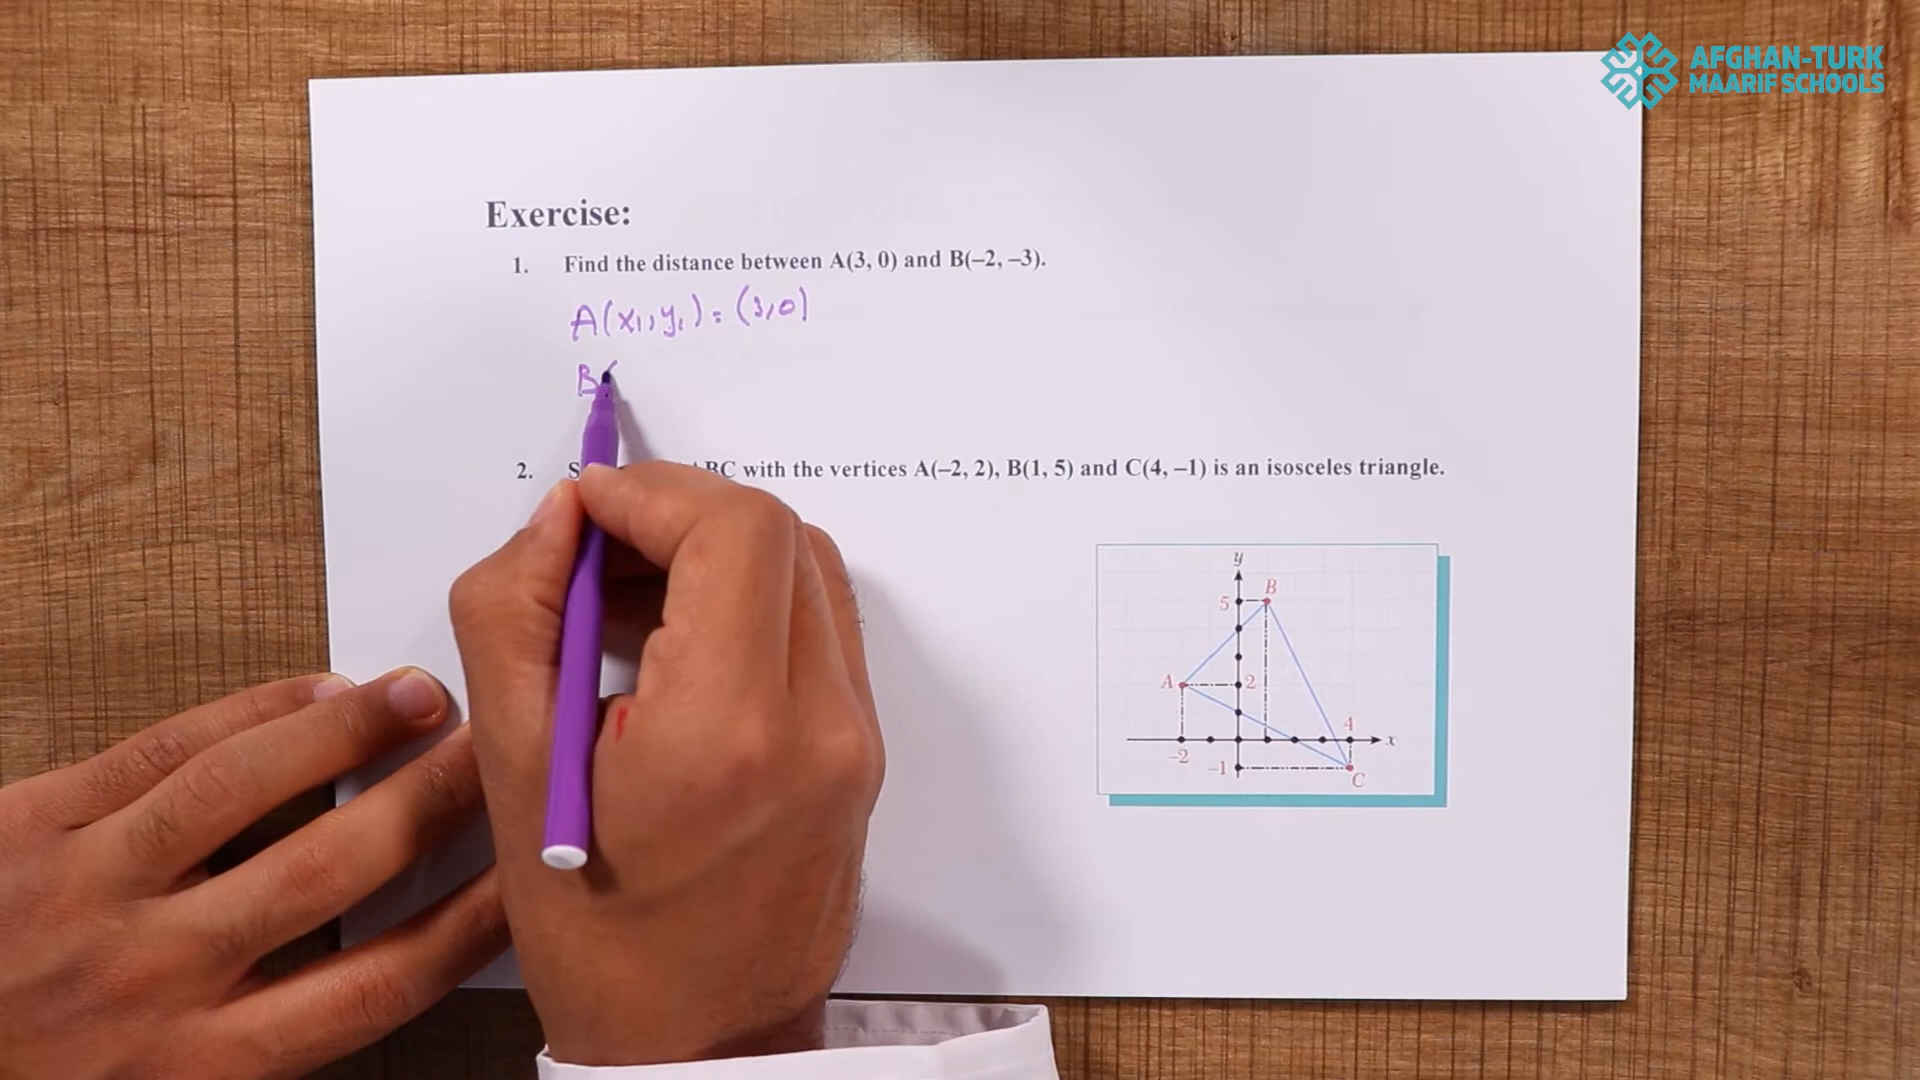 AFGHAN-TURK
MAARIF SCHOOLS
Exercise:
1. Find the distance between A(3, 0) and B(–2, –3).
A(x₁, y₁) = (3, 0)
B(
2. ABC with the vertices A(–2, 2), B(1, 5) and C(4, –1) is an isosceles triangle.
y
B
5
A
2
4
x
–2
–1
C